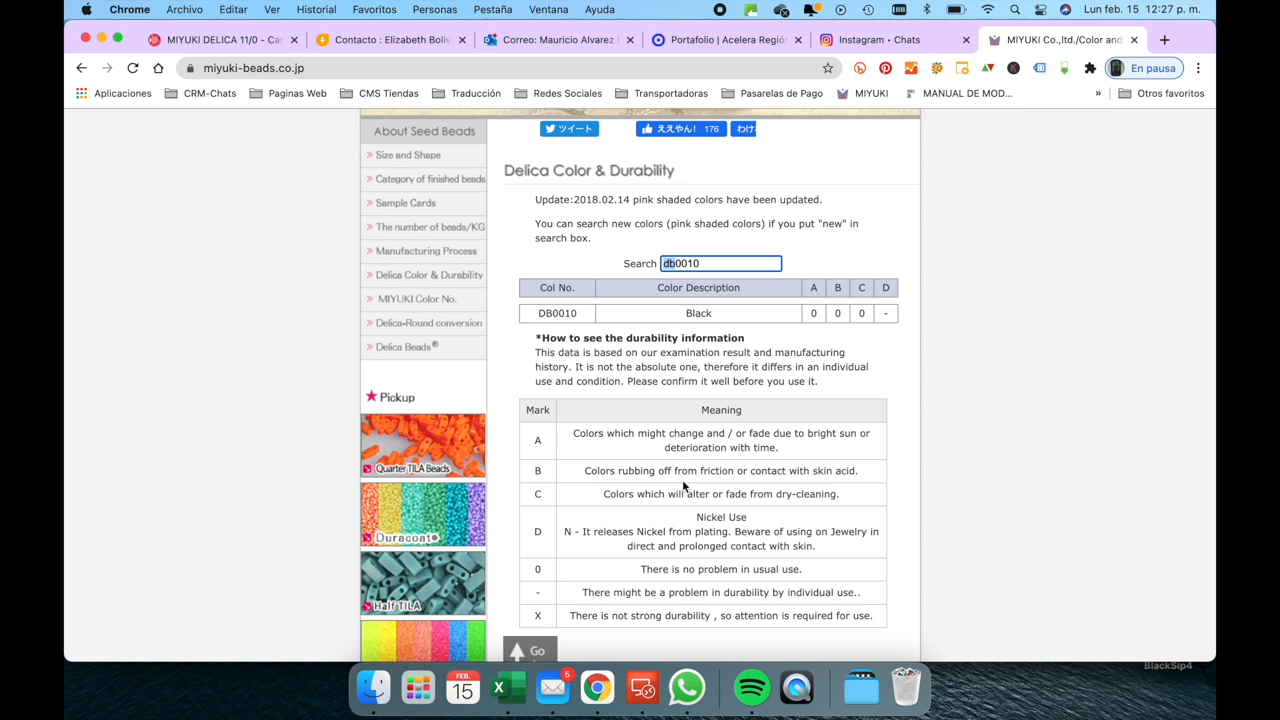 Chrome Archivo Editar Ver Historial Favoritos Personas Pestaña Ventana Ayuda Lun feb. 15 12:27 p. m.
MIYUKI DELICA 11/0 - Car
Contacto : Elizabeth Boliv
Correo: Mauricio Alvarez
Portafolio | Acelera Regió
Instagram • Chats
MIYUKI Co.,ltd./Color and
miyuki-beads.co.jp
En pausa
Aplicaciones CRM-Chats Paginas Web CMS Tiendas Traducción Redes Sociales Transportadoras Pasarelas de Pago MIYUKI MANUAL DE MOD... » Otros favoritos
ツイート
ええやん! 176
わけ
About Seed Beads
Size and Shape
Category of finished beads
Sample Cards
The number of beads/KG
Manufacturing Process
Delica Color & Durability
MIYUKI Color No.
Delica-Round conversion
Delica Beads®
Pickup
Quarter TILA Beads
Duracoat®
Half TILA
Delica Color & Durability
Update:2018.02.14 pink shaded colors have been updated.
You can search new colors (pink shaded colors) if you put "new" in
search box.
Search db0010
Col No. Color Description A B C D
DB0010 Black 0 0 0 -
*How to see the durability information
This data is based on our examination result and manufacturing
history. It is not the absolute one, therefore it differs in an individual
use and condition. Please confirm it well before you use it.
Mark Meaning
A Colors which might change and / or fade due to bright sun or
deterioration with time.
B Colors rubbing off from friction or contact with skin acid.
C Colors which will alter or fade from dry-cleaning.
Nickel Use
D N - It releases Nickel from plating. Beware of using on Jewelry in
direct and prolonged contact with skin.
0 There is no problem in usual use.
- There might be a problem in durability by individual use..
X There is not strong durability , so attention is required for use.
Go
BlackSip4
FEB.
15
5